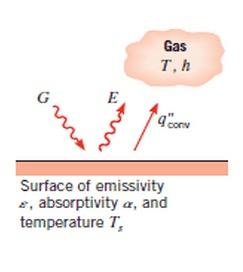 Gas
T, h
G
E
q"conv
Surface of emissivity
ε, absorptivity α, and
temperature Ts